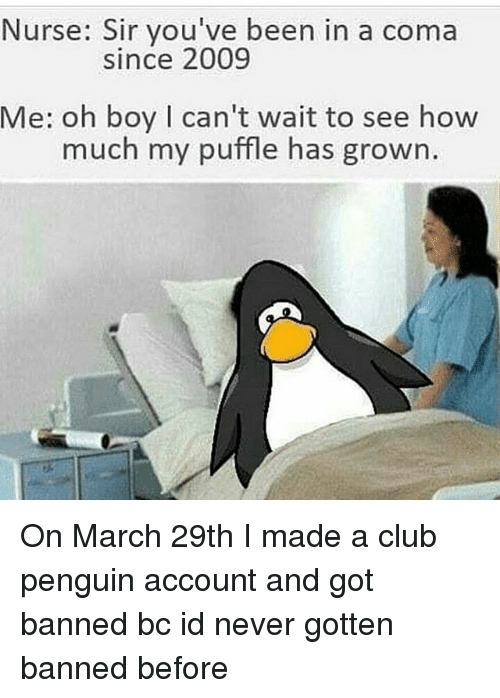 Nurse: Sir you've been in a coma
since 2009
Me: oh boy I can't wait to see how
much my puffle has grown.
On March 29th I made a club
penguin account and got
banned bc id never gotten
banned before